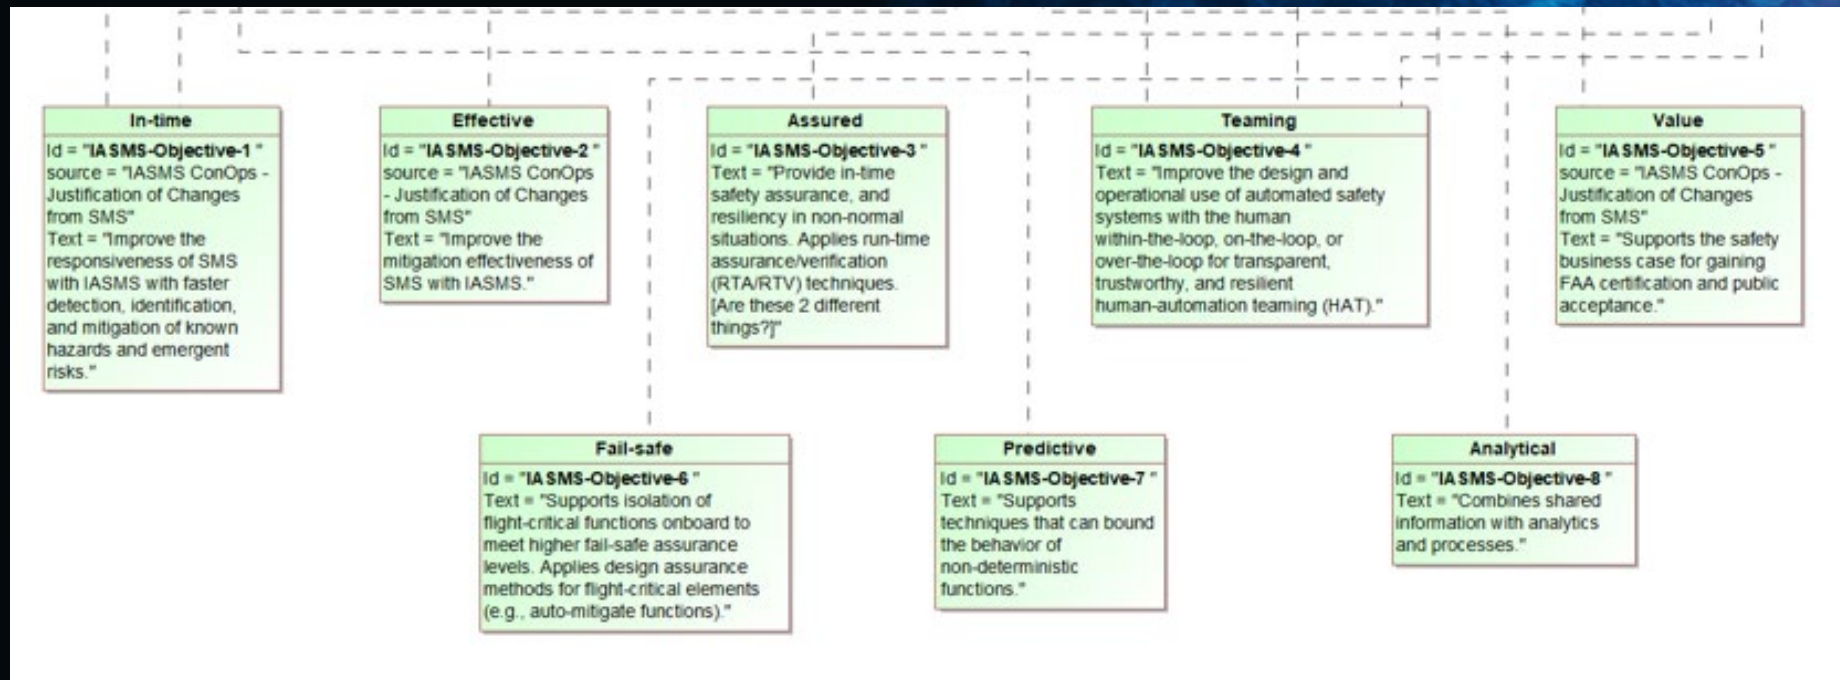 In-time
Id = "IASMS-Objective-1 "
source = "IASMS ConOps -
Justification of Changes
from SMS"
Text = "Improve the
responsiveness of SMS
with IASMS with faster
detection, identification,
and mitigation of known
hazards and emergent
risks."
Effective
Id = "IASMS-Objective-2 "
source = "IASMS ConOps
- Justification of Changes
from SMS"
Text = "Improve the
mitigation effectiveness of
SMS with IASMS."
Assured
Id = "IASMS-Objective-3 "
Text = "Provide in-time
safety assurance, and
resiliency in non-normal
situations. Applies run-time
assurance/verification
(RTA/RTV) techniques.
[Are these 2 different
things?]"
Teaming
Id = "IASMS-Objective-4 "
Text = "Improve the design and
operational use of automated safety
systems with the human
within-the-loop, on-the-loop, or
over-the-loop for transparent,
trustworthy, and resilient
human-automation teaming (HAT)."
Value
Id = "IASMS-Objective-5 "
source = "IASMS ConOps -
Justification of Changes
from SMS"
Text = "Supports the safety
business case for gaining
FAA certification and public
acceptance."
Fail-safe
Id = "IASMS-Objective-6 "
Text = "Supports isolation of
flight-critical functions onboard to
meet higher fail-safe assurance
levels. Applies design assurance
methods for flight-critical elements
(e.g., auto-mitigate functions)."
Predictive
Id = "IASMS-Objective-7 "
Text = "Supports
techniques that can bound
the behavior of
non-deterministic
functions."
Analytical
Id = "IASMS-Objective-8 "
Text = "Combines shared
information with analytics
and processes."